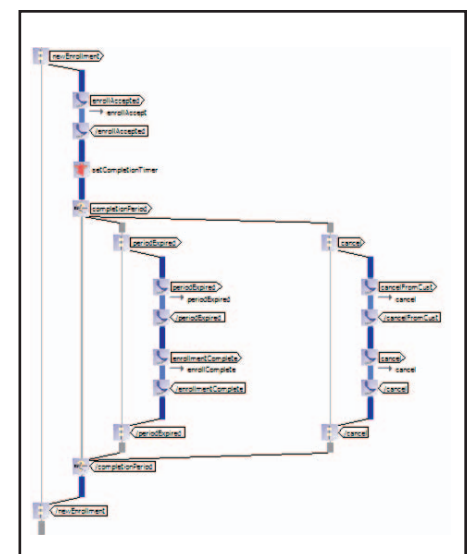 newEnrollment
enrollAccepted
enrollAccept
/enrollAccepted
setCompletionTimer
completionPeriod
periodExpired
cancel
periodExpired
cancelFromCust
periodExpired
cancel
/periodExpired
/cancelFromCust
enrollmentComplete
cancel
enrollComplete
cancel
/enrollmentComplete
/cancel
/periodExpired
/cancel
/completionPeriod
/newEnrollment